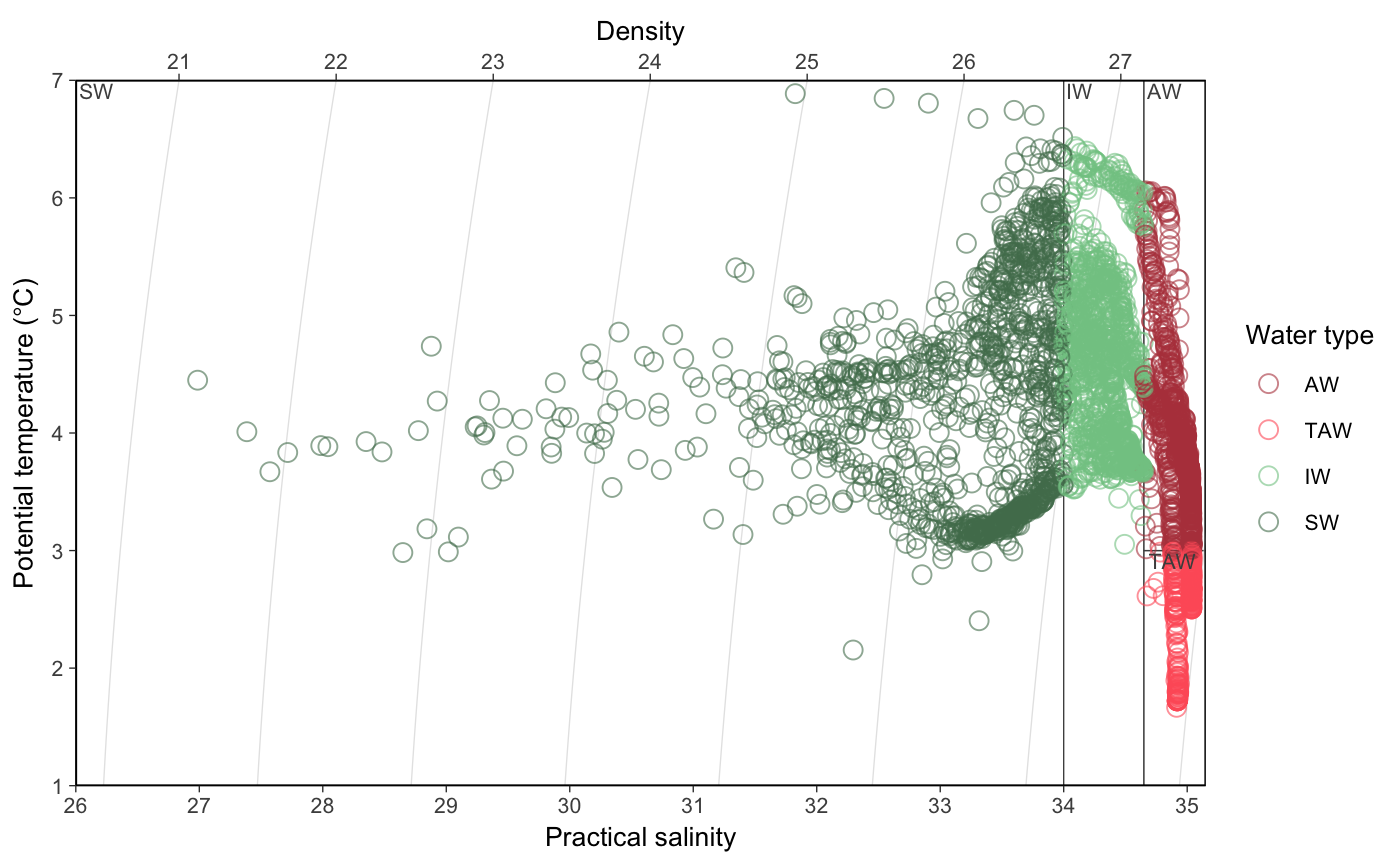 Density
21 22 23 24 25 26 27
7
SW IW AW
6
5
4
3
TAW
2
1
Potential temperature (°C)
26 27 28 29 30 31 32 33 34 35
Practical salinity
Water type
AW
TAW
IW
SW